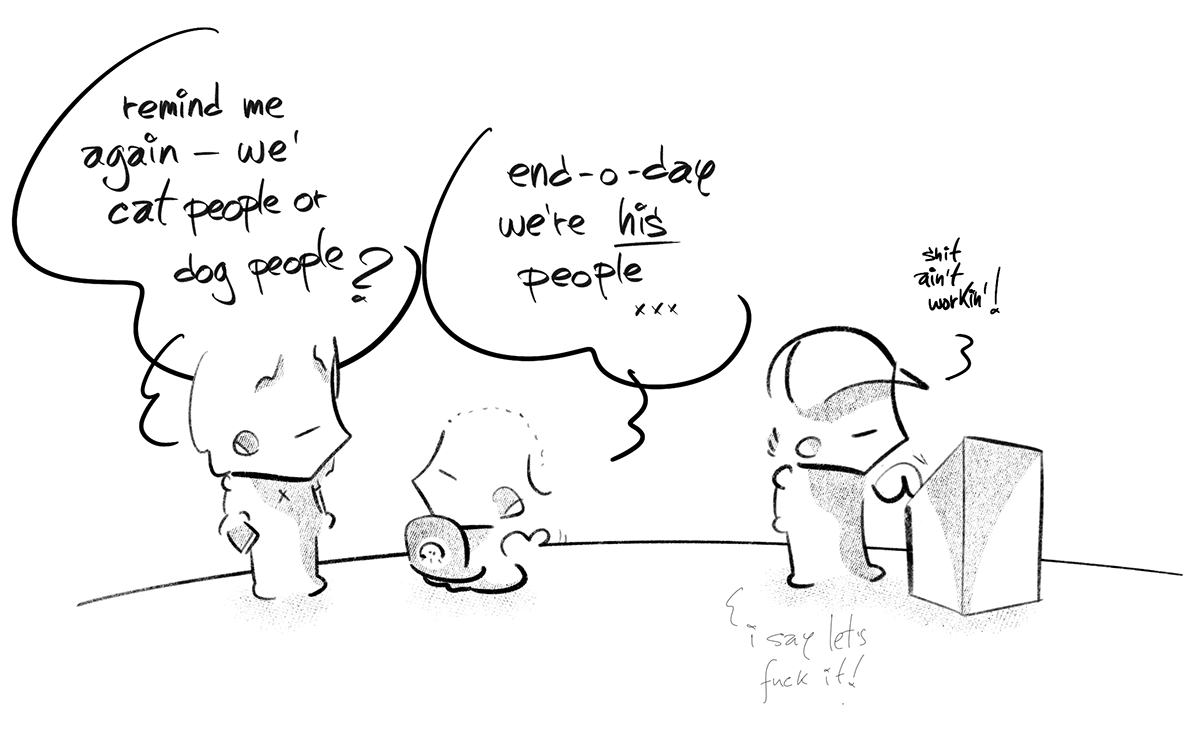 remind me
again – we'
cat people or
dog people?
end-o-day
we're his
people
xxx
shit
ain't
workin'!
i say let's
fuck it!